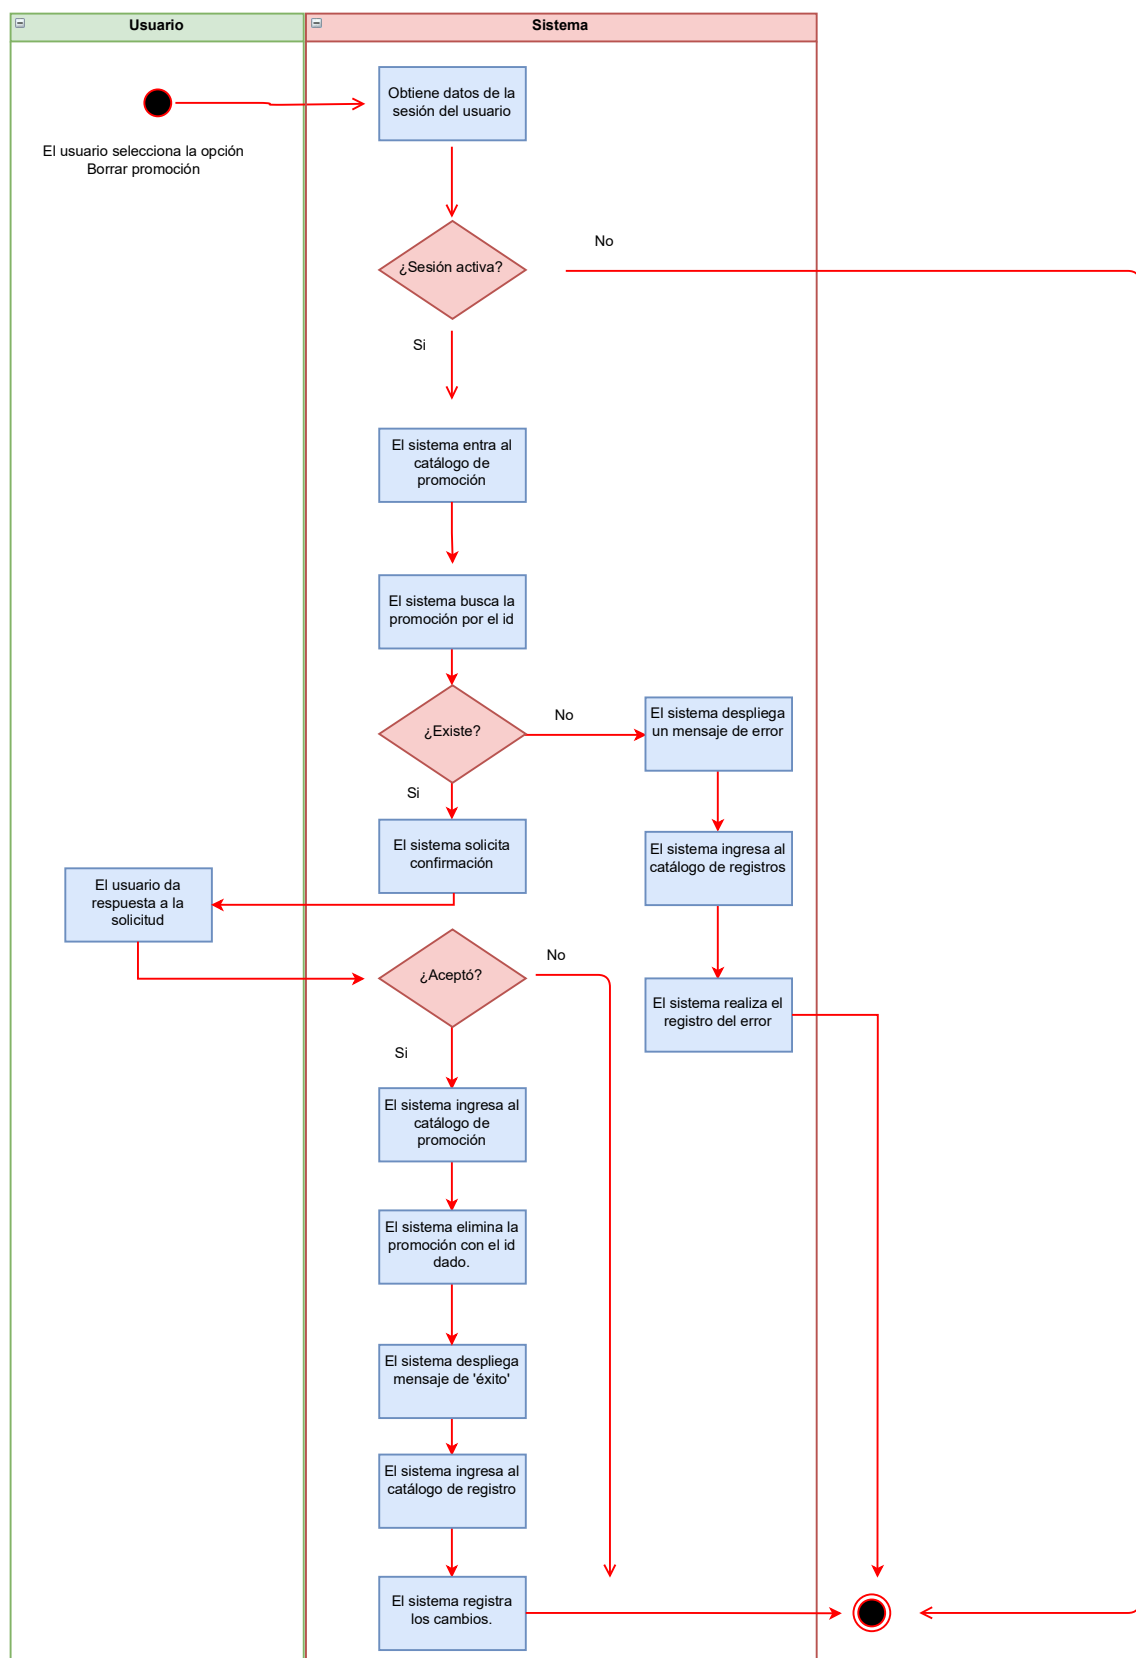 Usuario
Sistema
Obtiene datos de la
sesión del usuario
El usuario selecciona la opción
Borrar promoción
No
¿Sesión activa?
Si
El sistema entra al
catálogo de
promoción
El sistema busca la
promoción por el id
¿Existe?
No
El sistema despliega
un mensaje de error
Si
El sistema solicita
confirmación
El sistema ingresa al
catálogo de registros
El usuario da
respuesta a la
solicitud
¿Aceptó?
No
El sistema realiza el
registro del error
Si
El sistema ingresa al
catálogo de
promoción
El sistema elimina la
promoción con el id
dado.
El sistema despliega
mensaje de 'éxito'
El sistema ingresa al
catálogo de registro
El sistema registra
los cambios.